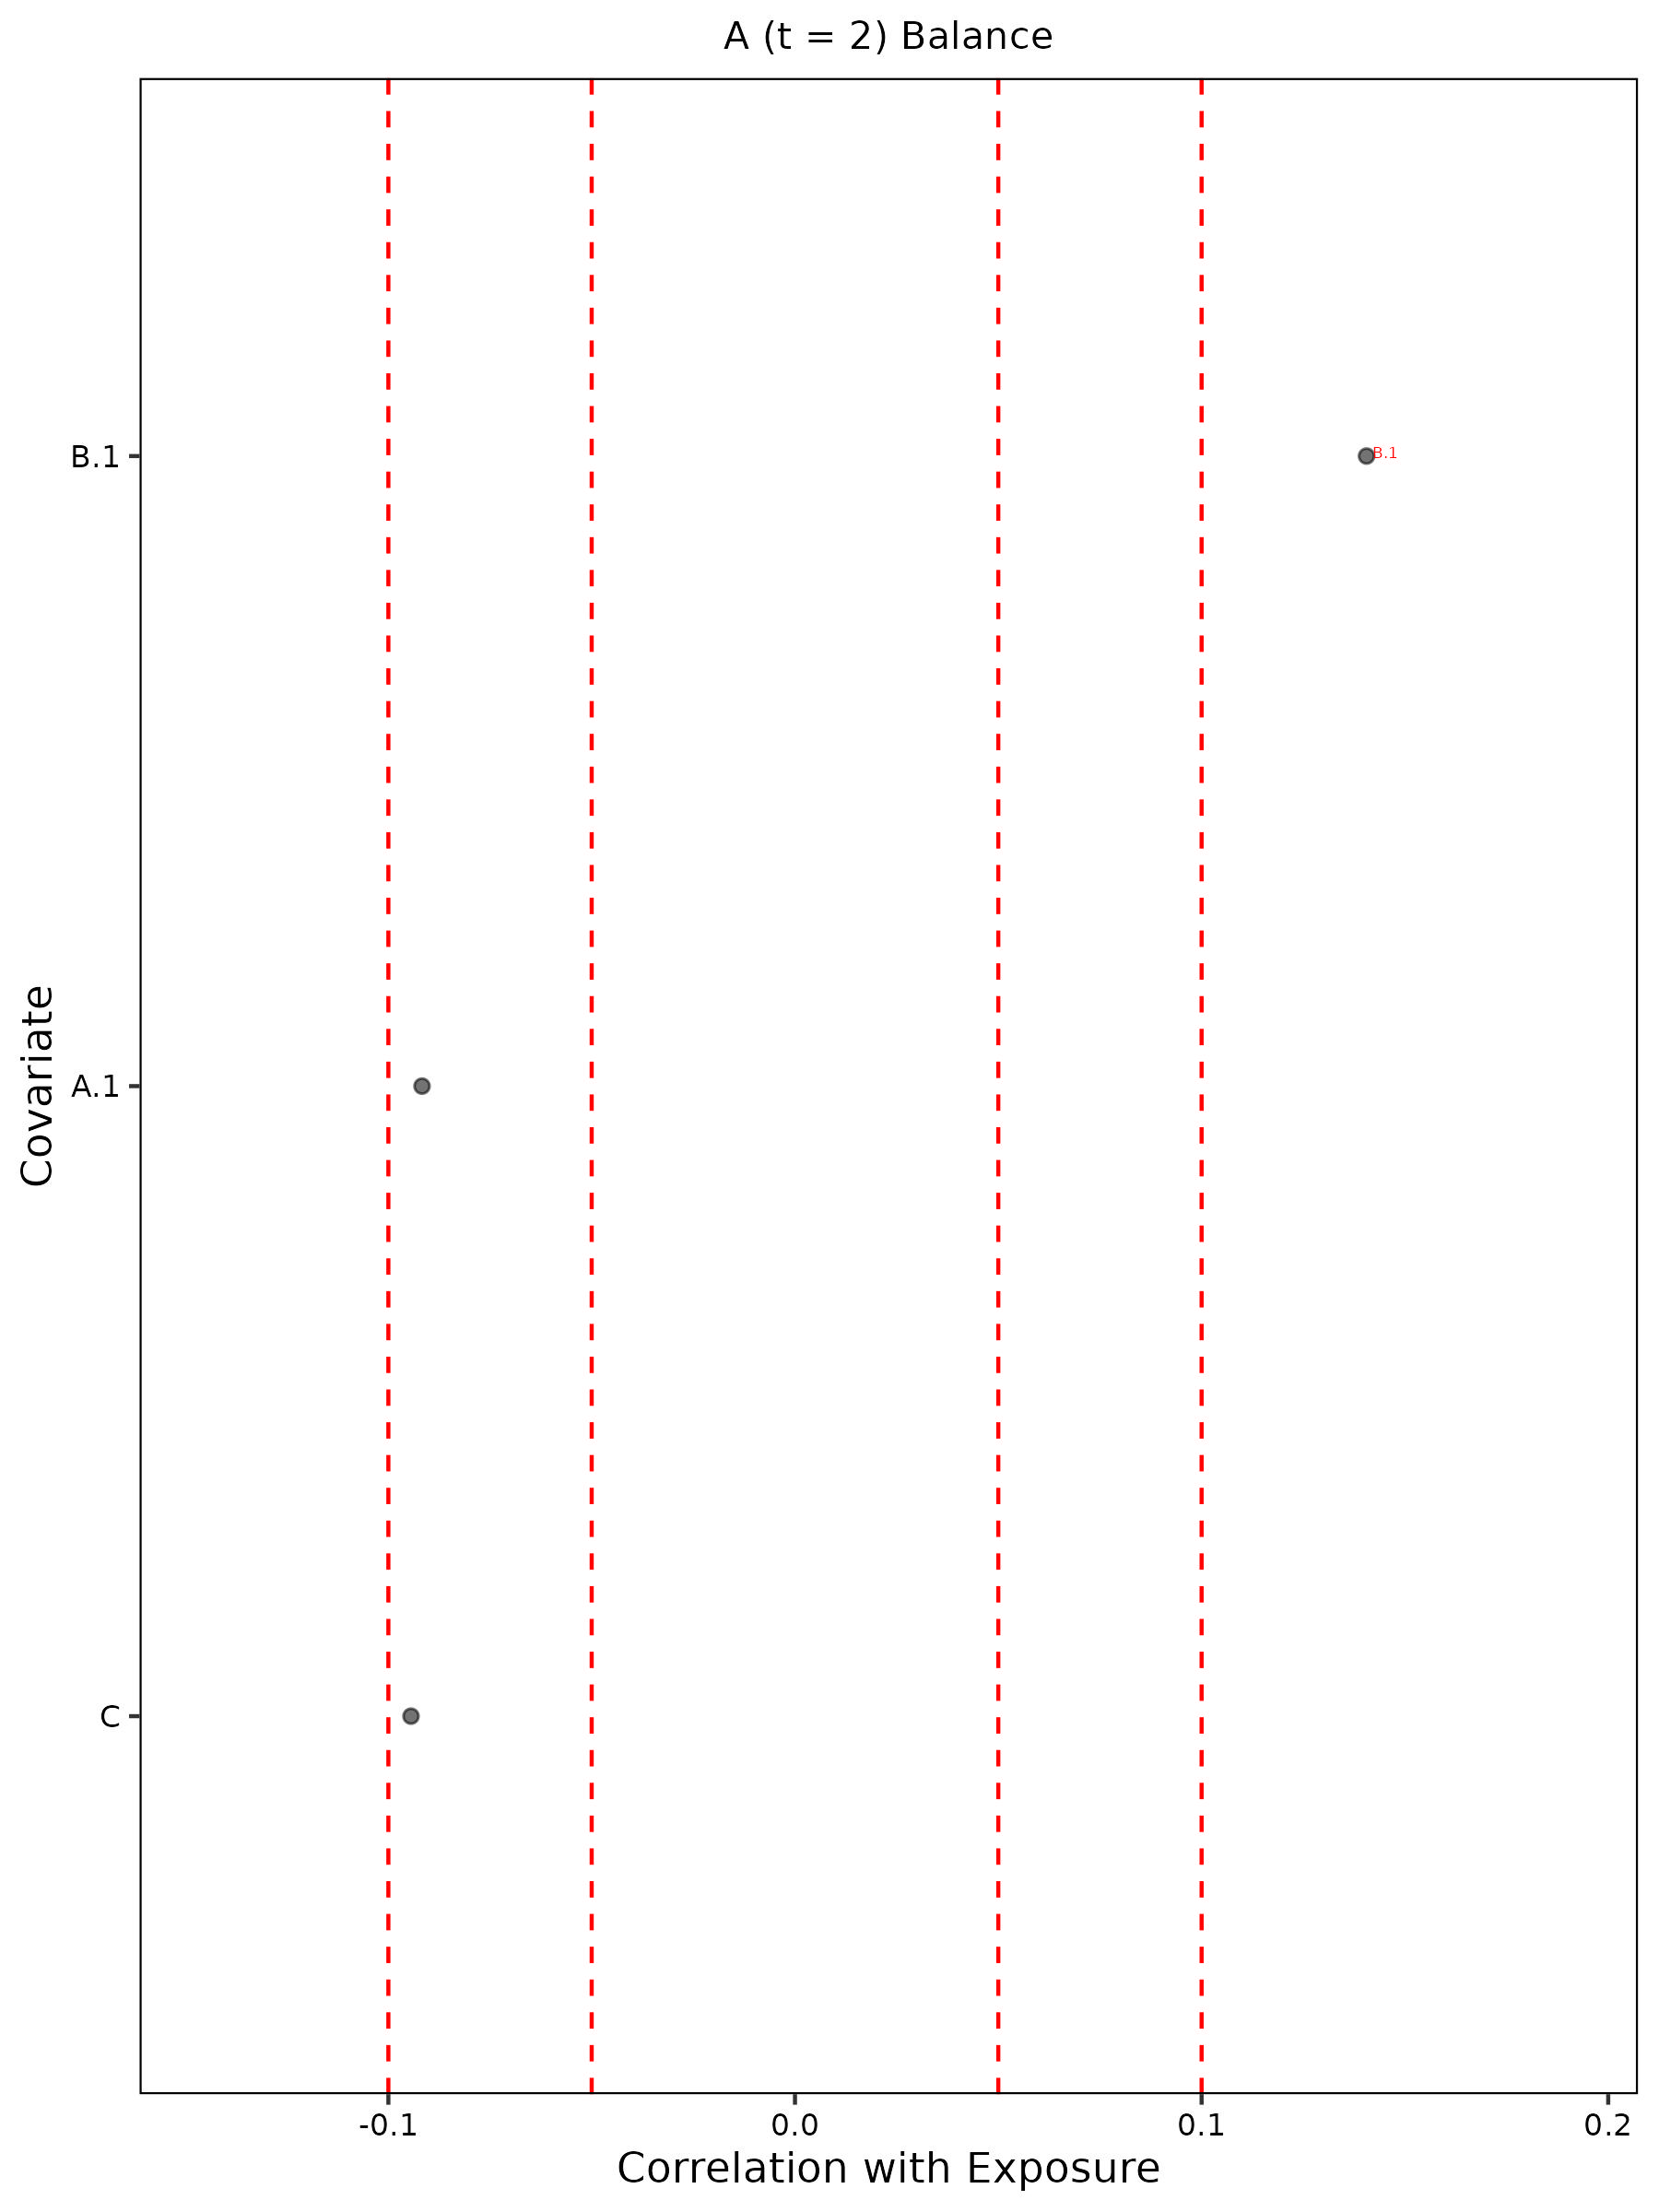 A (t = 2) Balance
B.1
B.1
A.1
C
Covariate
-0.1
0.0
0.1
0.2
Correlation with Exposure